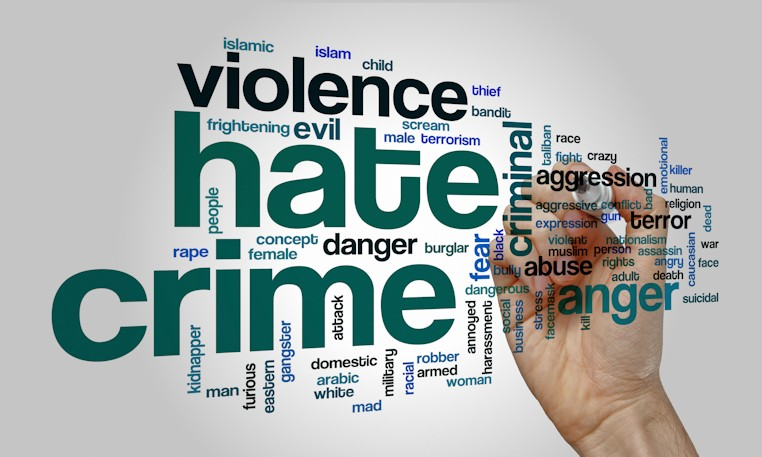 islamic
islam
child
violence
thief
bandit
frightening
evil
scream
male
terrorism
hate
criminal
taliban
race
fight
crazy
emotional
killer
aggression
human
aggressive
conflict
bad
religion
expression
gun
terror
dead
people
violent
nationalism
black
concept
danger
burglar
fear
muslim
person
assassin
war
rape
female
bully
abuse
rights
angry
caucasian
face
adult
death
crime
dangerous
anger
suicidal
social
business
stress
facemask
kill
attack
annoyed
harassment
kidnapper
man
furious
eastern
gangster
domestic
arabic
white
mad
military
racial
robber
armed
woman